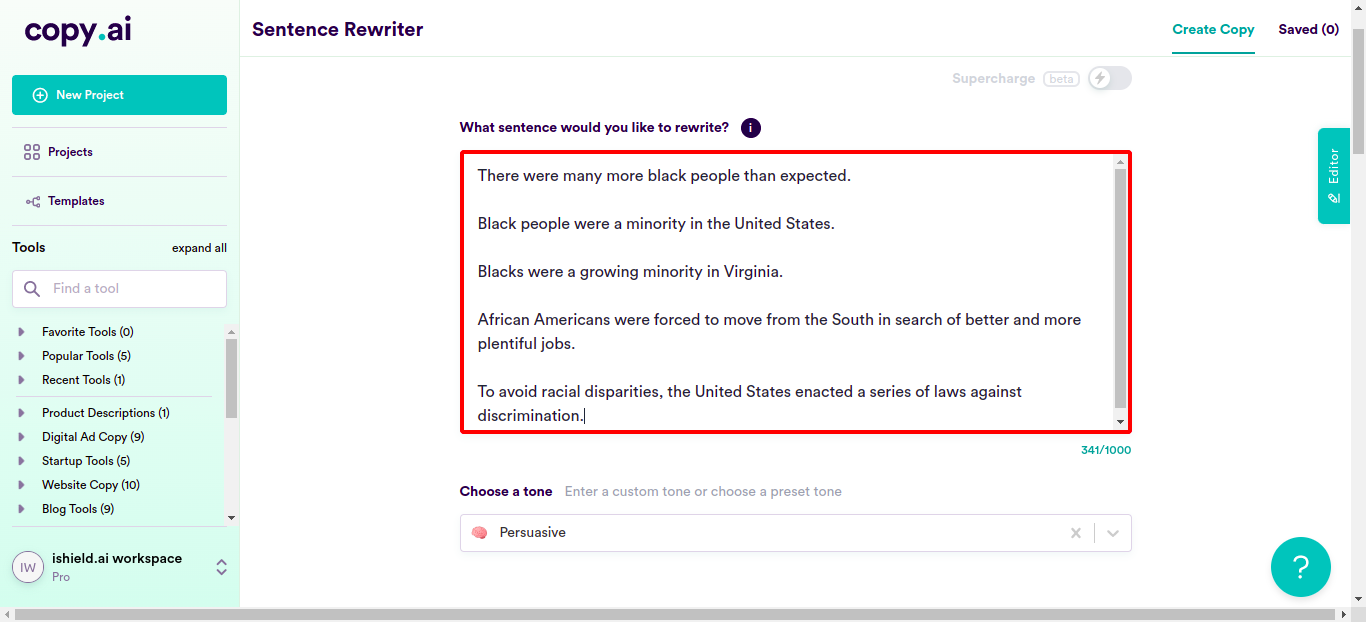 copy.ai
Sentence Rewriter
Create Copy
Saved (0)
New Project
Projects
Templates
Tools
expand all
Find a tool
Favorite Tools (0)
Popular Tools (5)
Recent Tools (1)
Product Descriptions (1)
Digital Ad Copy (9)
Startup Tools (5)
Website Copy (10)
Blog Tools (9)
IW
ishield.ai workspace
Pro
Supercharge beta
What sentence would you like to rewrite? i
There were many more black people than expected.
Black people were a minority in the United States.
Blacks were a growing minority in Virginia.
African Americans were forced to move from the South in search of better and more
plentiful jobs.
To avoid racial disparities, the United States enacted a series of laws against
discrimination.
341/1000
Choose a tone Enter a custom tone or choose a preset tone
Persuasive
Editor
?